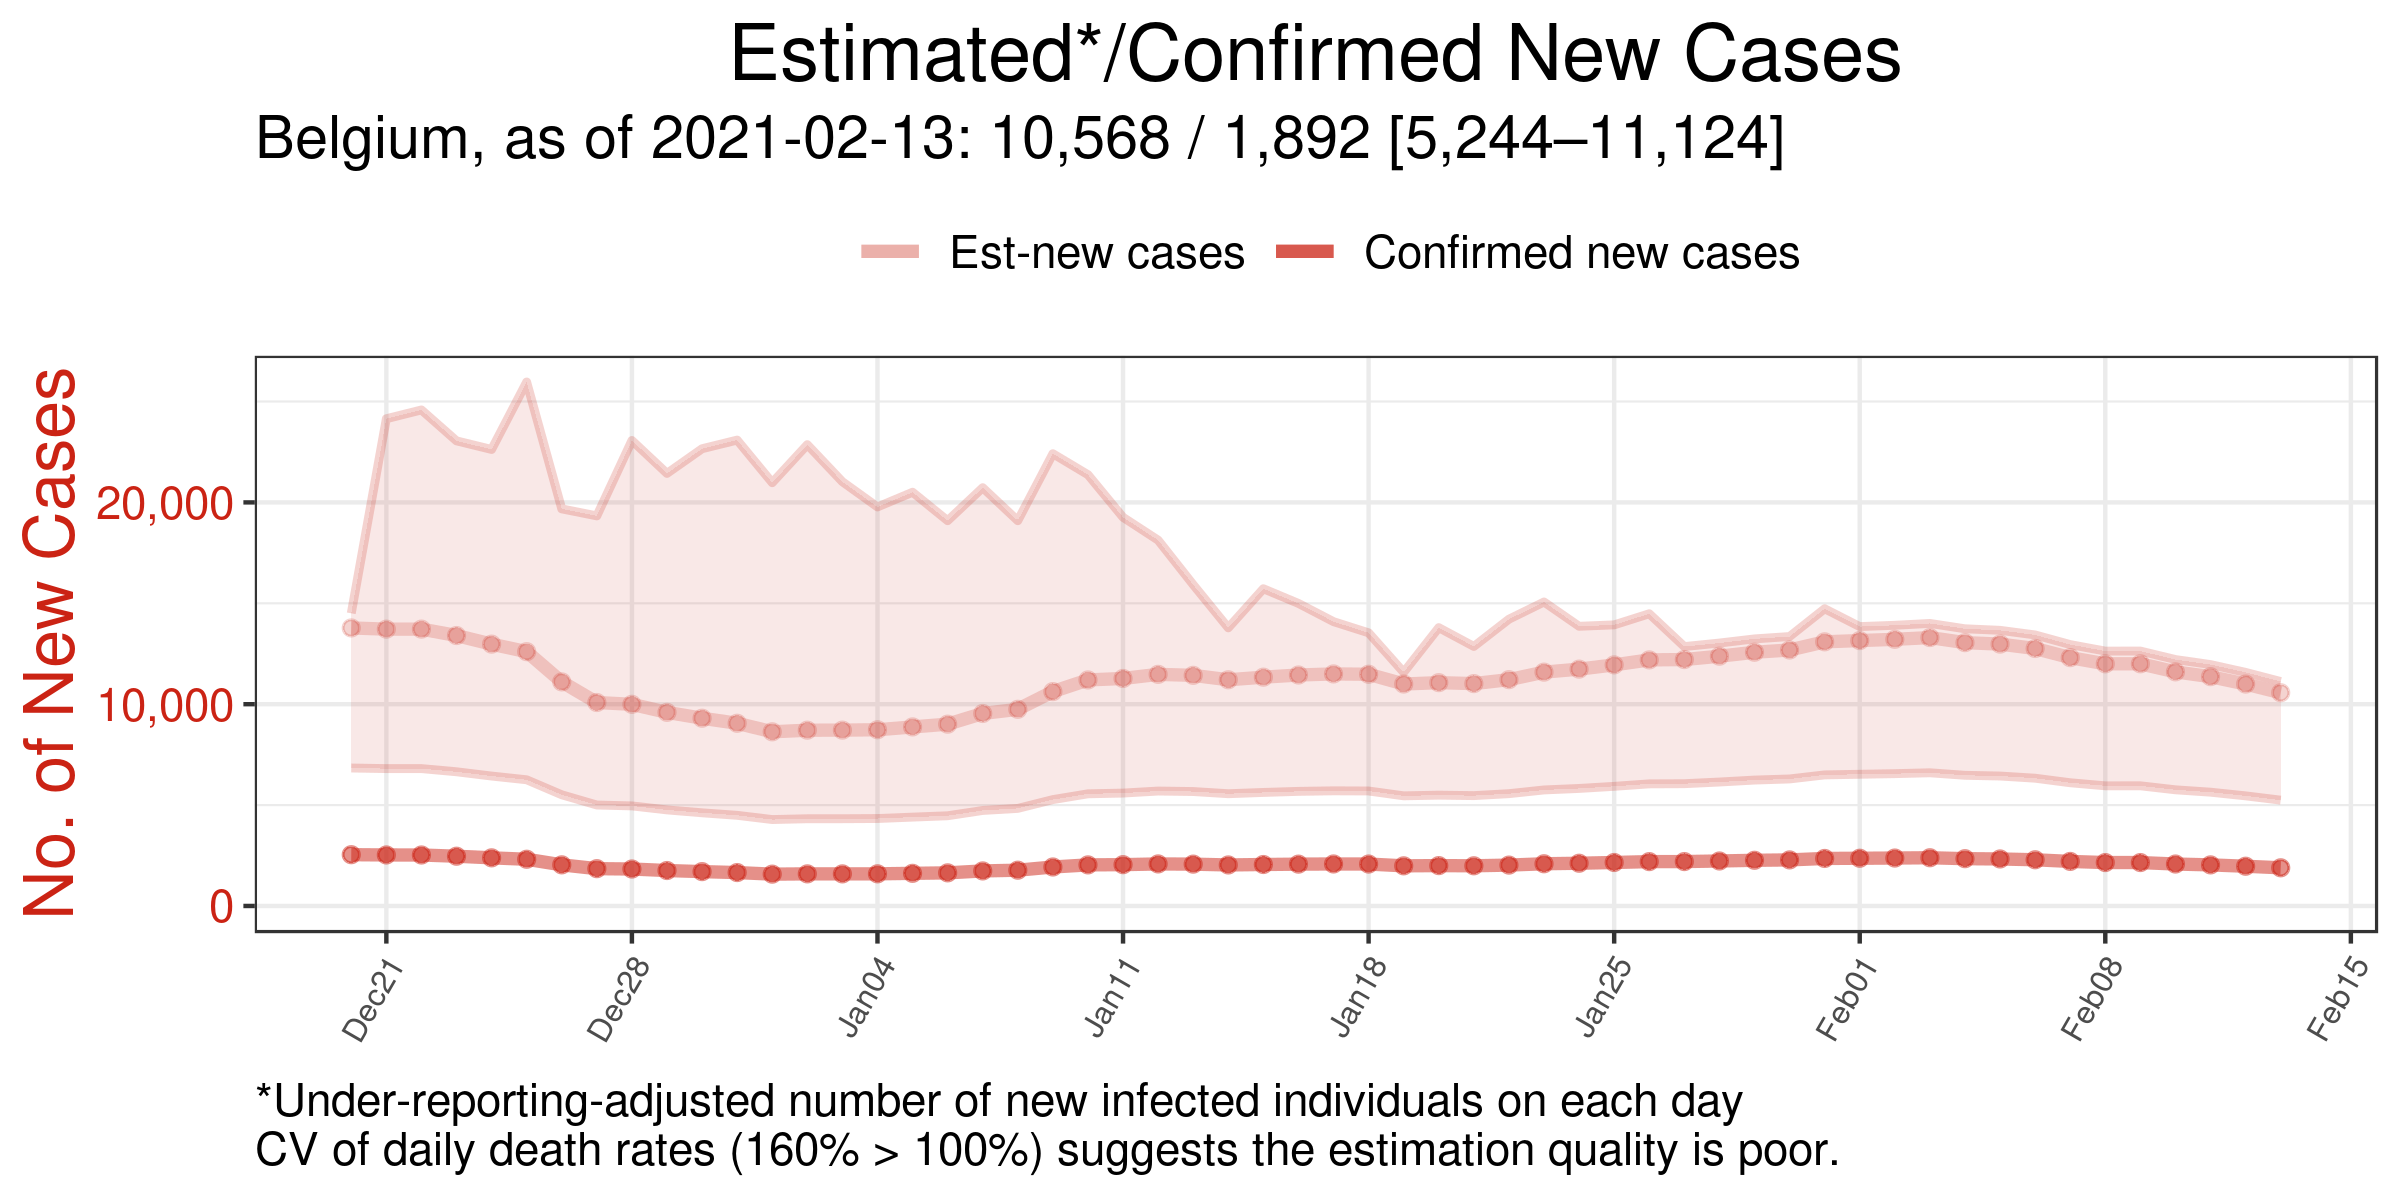 Estimated*/Confirmed New Cases
Belgium, as of 2021-02-13: 10,568 / 1,892 [5,244–11,124]
Est-new cases
Confirmed new cases
No. of New Cases
20,000
10,000
0
Dec21
Dec28
Jan04
Jan11
Jan18
Jan25
Feb01
Feb08
Feb15
*Under-reporting-adjusted number of new infected individuals on each day
CV of daily death rates (160% > 100%) suggests the estimation quality is poor.